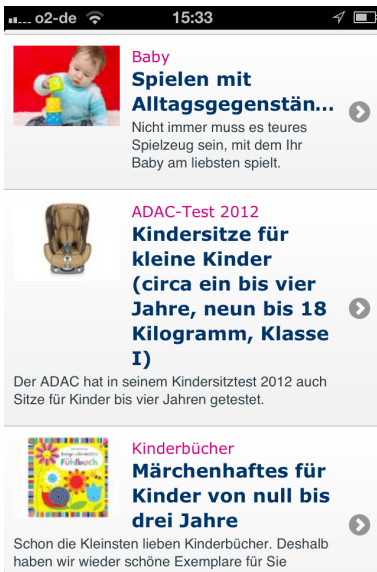 o2-de 15:33
Baby
Spielen mit
Alltagsgegenstän...
Nicht immer muss es teures
Spielzeug sein, mit dem Ihr
Baby am liebsten spielt.
ADAC-Test 2012
Kindersitze für
kleine Kinder
(circa ein bis vier
Jahre, neun bis 18
Kilogramm, Klasse
I)
Der ADAC hat in seinem Kindersitztest 2012 auch
Sitze für Kinder bis vier Jahren getestet.
Fühlbuch
Kinderbücher
Märchenhaftes für
Kinder von null bis
drei Jahre
Schon die Kleinsten lieben Kinderbücher. Deshalb
haben wir wieder schöne Exemplare für Sie